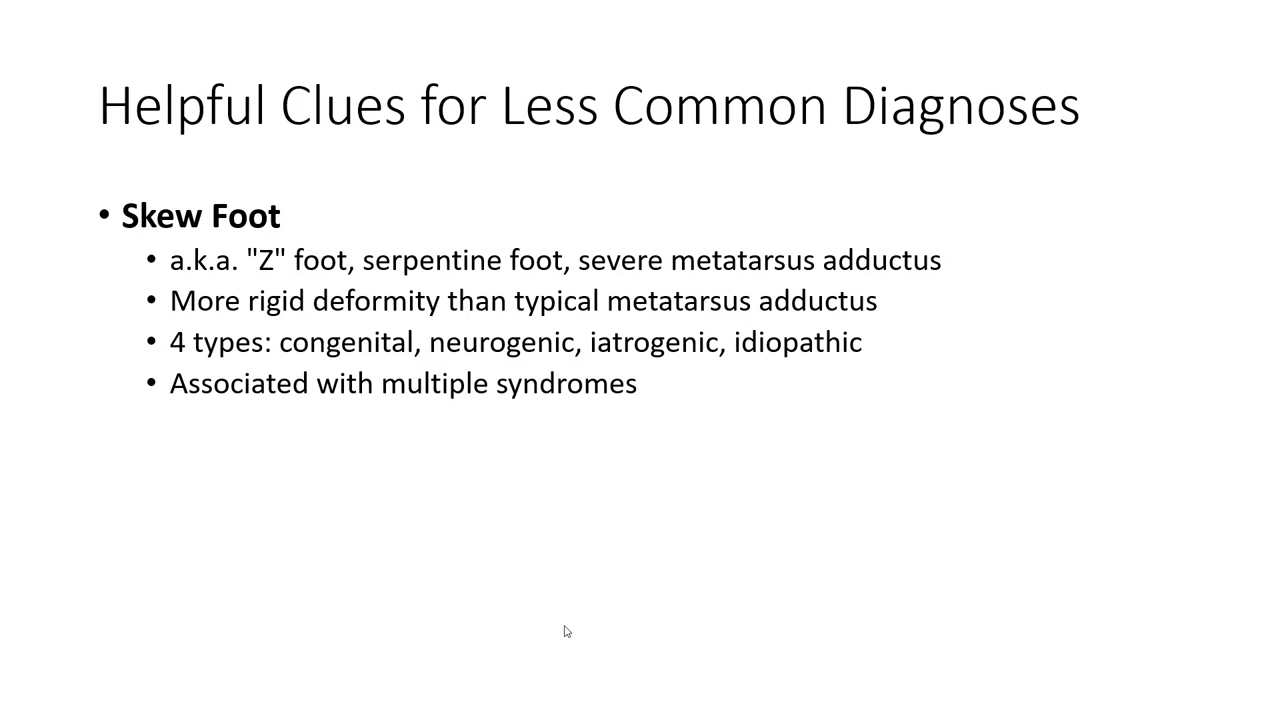 Helpful Clues for Less Common Diagnoses
• Skew Foot
• a.k.a. "Z" foot, serpentine foot, severe metatarsus adductus
• More rigid deformity than typical metatarsus adductus
• 4 types: congenital, neurogenic, iatrogenic, idiopathic
• Associated with multiple syndromes